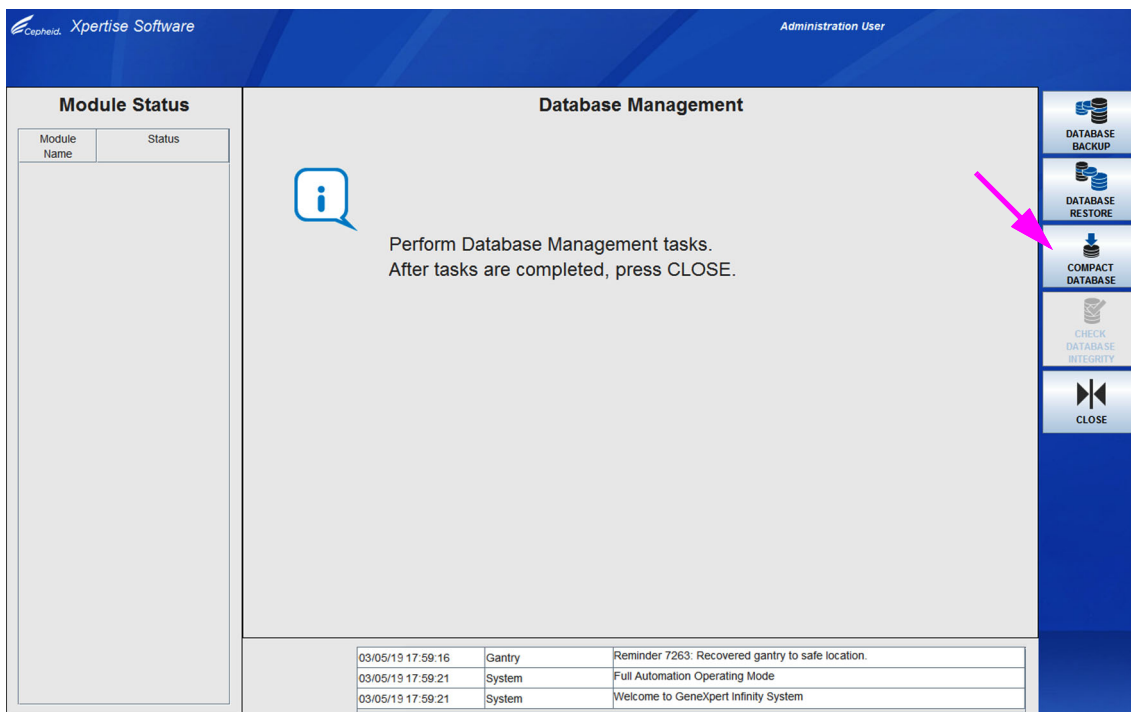 Cepheid. Xpertise Software
Administration User
Module Status
Module Name
Status
Database Management
Perform Database Management tasks.
After tasks are completed, press CLOSE.
DATABASE
BACKUP
DATABASE
RESTORE
COMPACT
DATABASE
CHECK
DATABASE
INTEGRITY
CLOSE
03/05/19 17:59:16 Gantry Reminder 7263: Recovered gantry to safe location.
03/05/19 17:59:21 System Full Automation Operating Mode
03/05/19 17:59:21 System Welcome to GeneXpert Infinity System